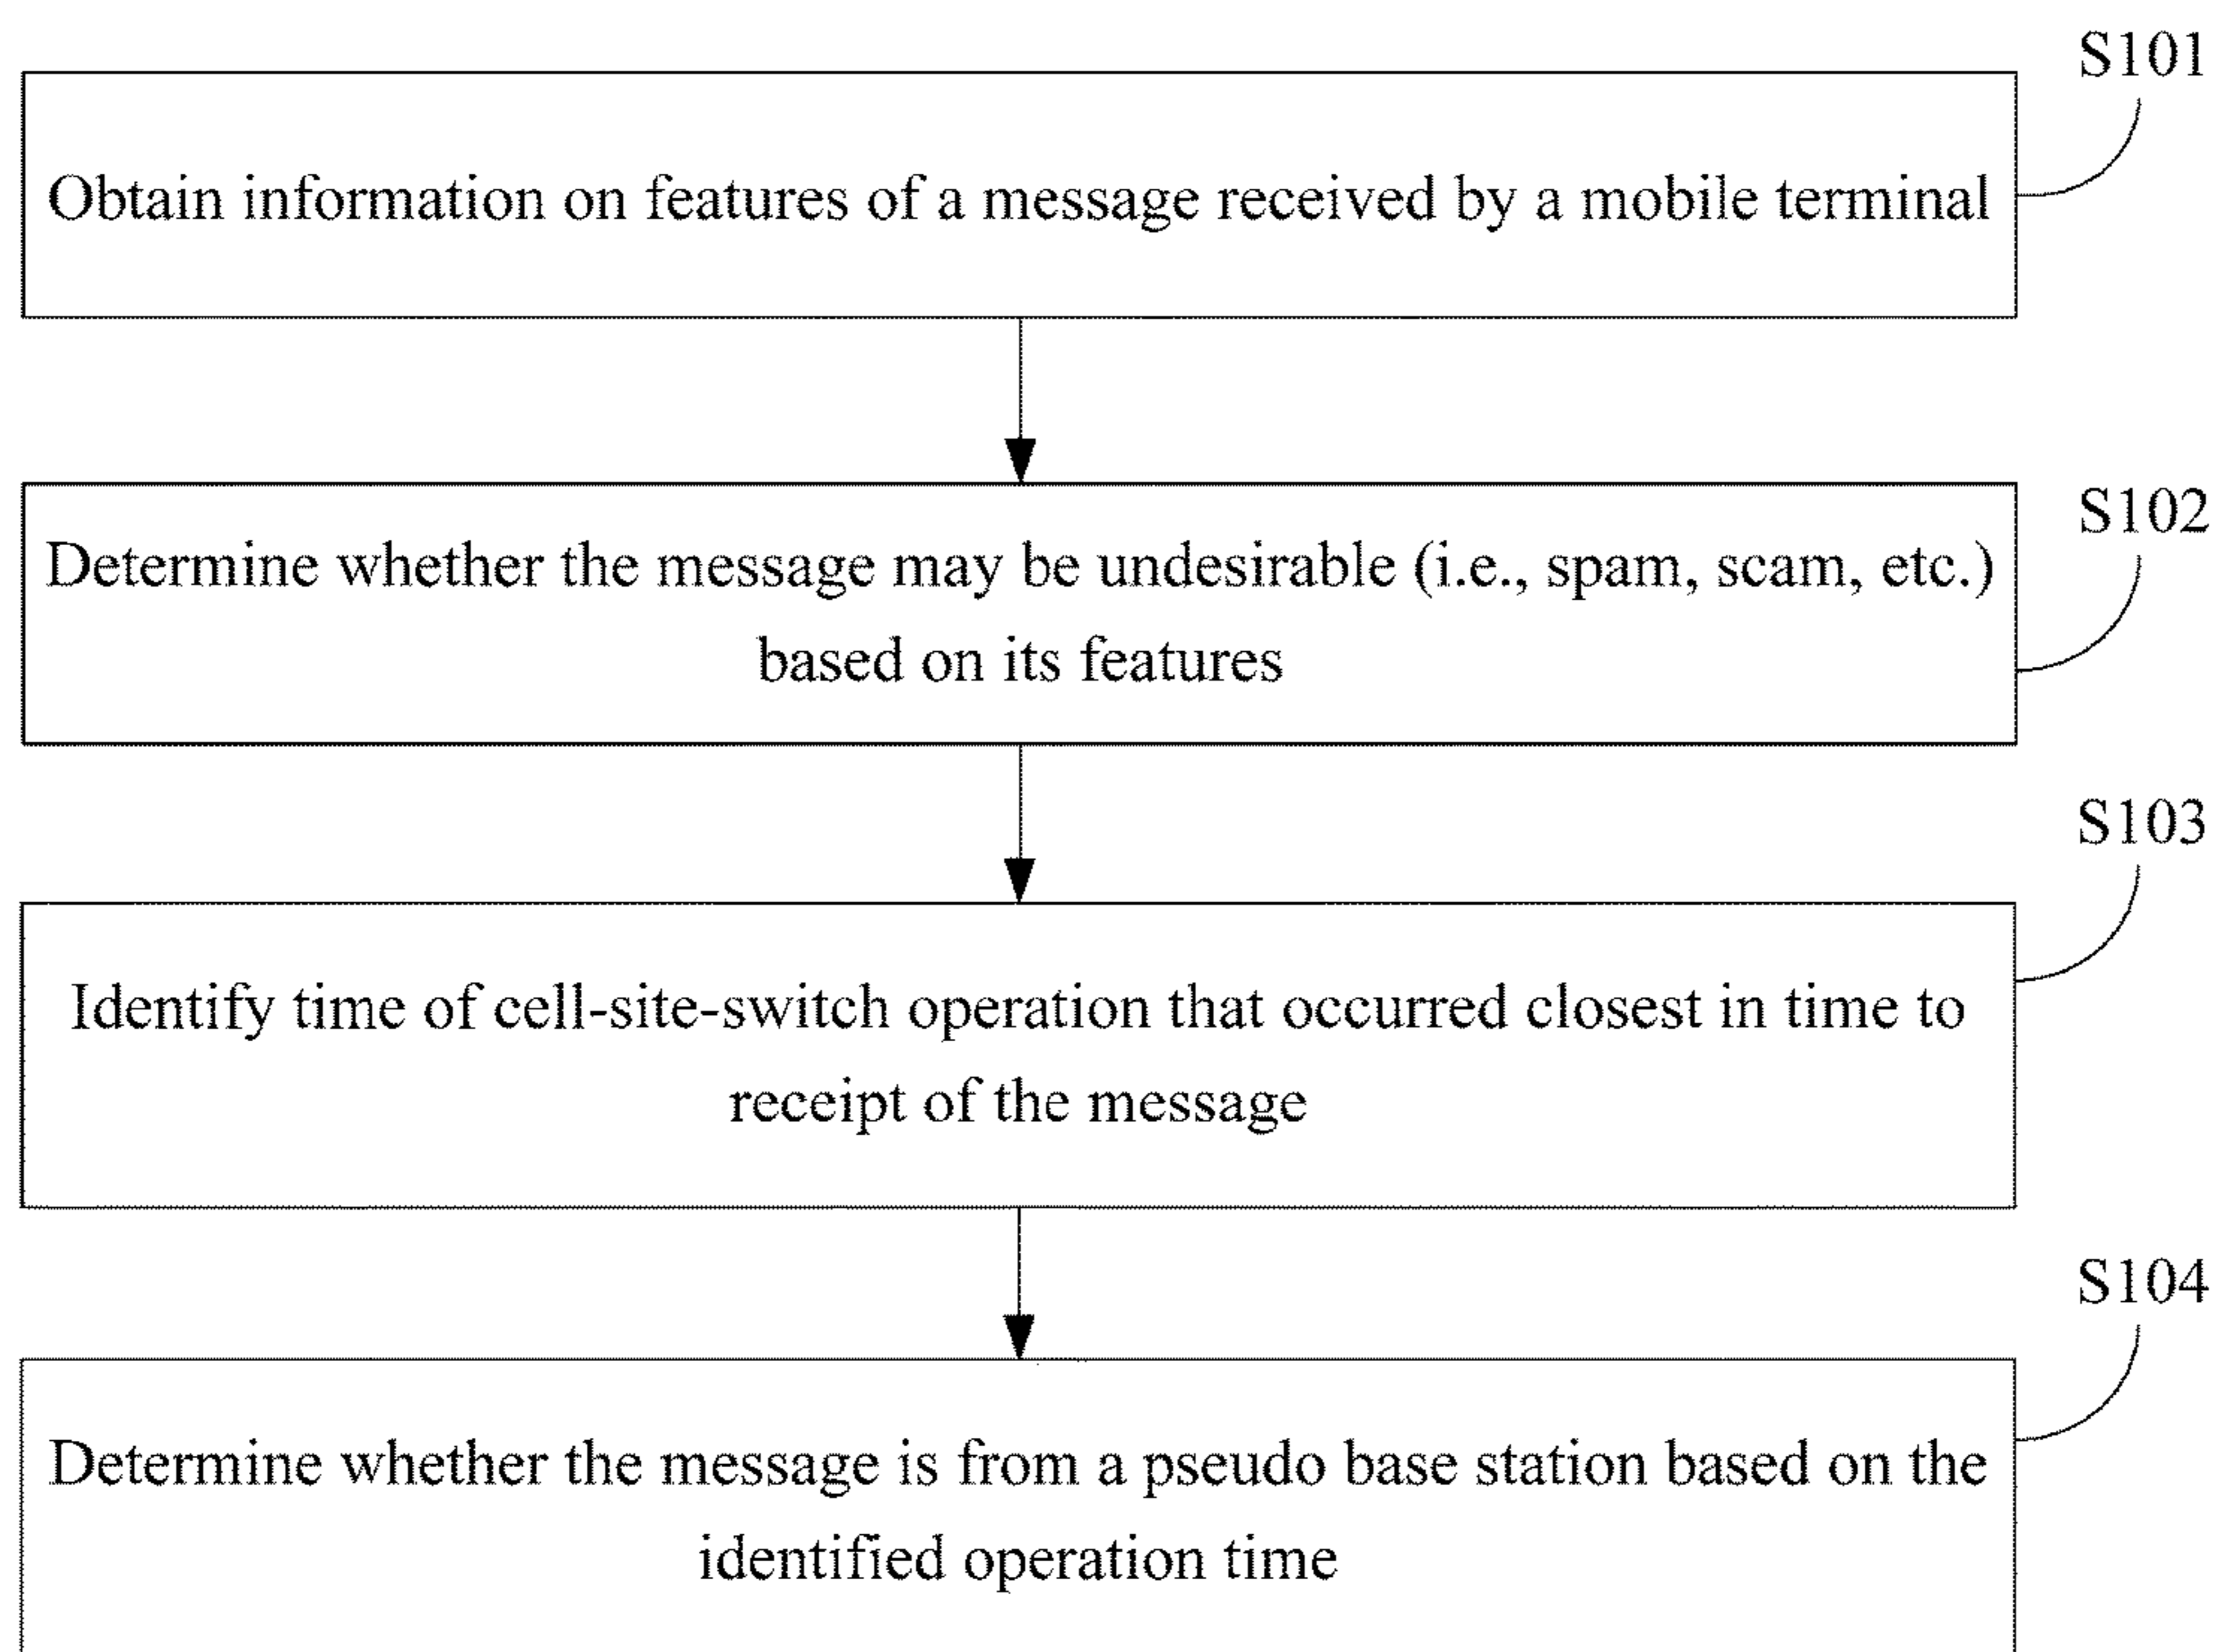 S101
Obtain information on features of a message received by a mobile terminal
S102
Determine whether the message may be undesirable (i.e., spam, scam, etc.)
based on its features
S103
Identify time of cell-site-switch operation that occurred closest in time to
receipt of the message
S104
Determine whether the message is from a pseudo base station based on the
identified operation time